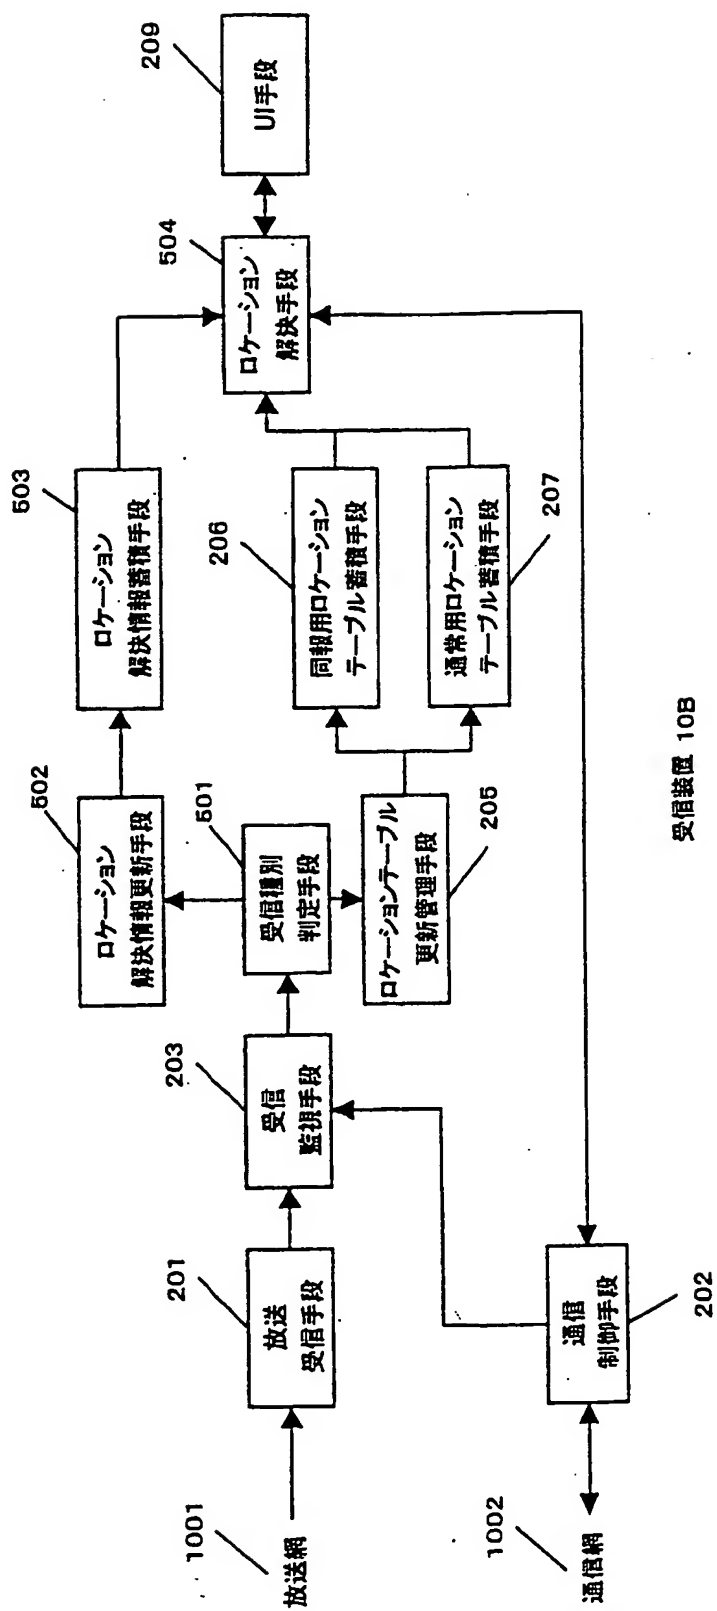 1001
放送網
1002
通信網
201
放送
受信手段
202
通信
制御手段
203
受信
監視手段
501
受信種別
判定手段
502
ロケーション
解決情報更新手段
205
ロケーションテーブル
更新管理手段
503
ロケーション
解決情報蓄積手段
206
同報用ロケーション
テーブル蓄積手段
207
通常用ロケーション
テーブル蓄積手段
504
ロケーション
解決手段
209
UI手段
受信装置 10B